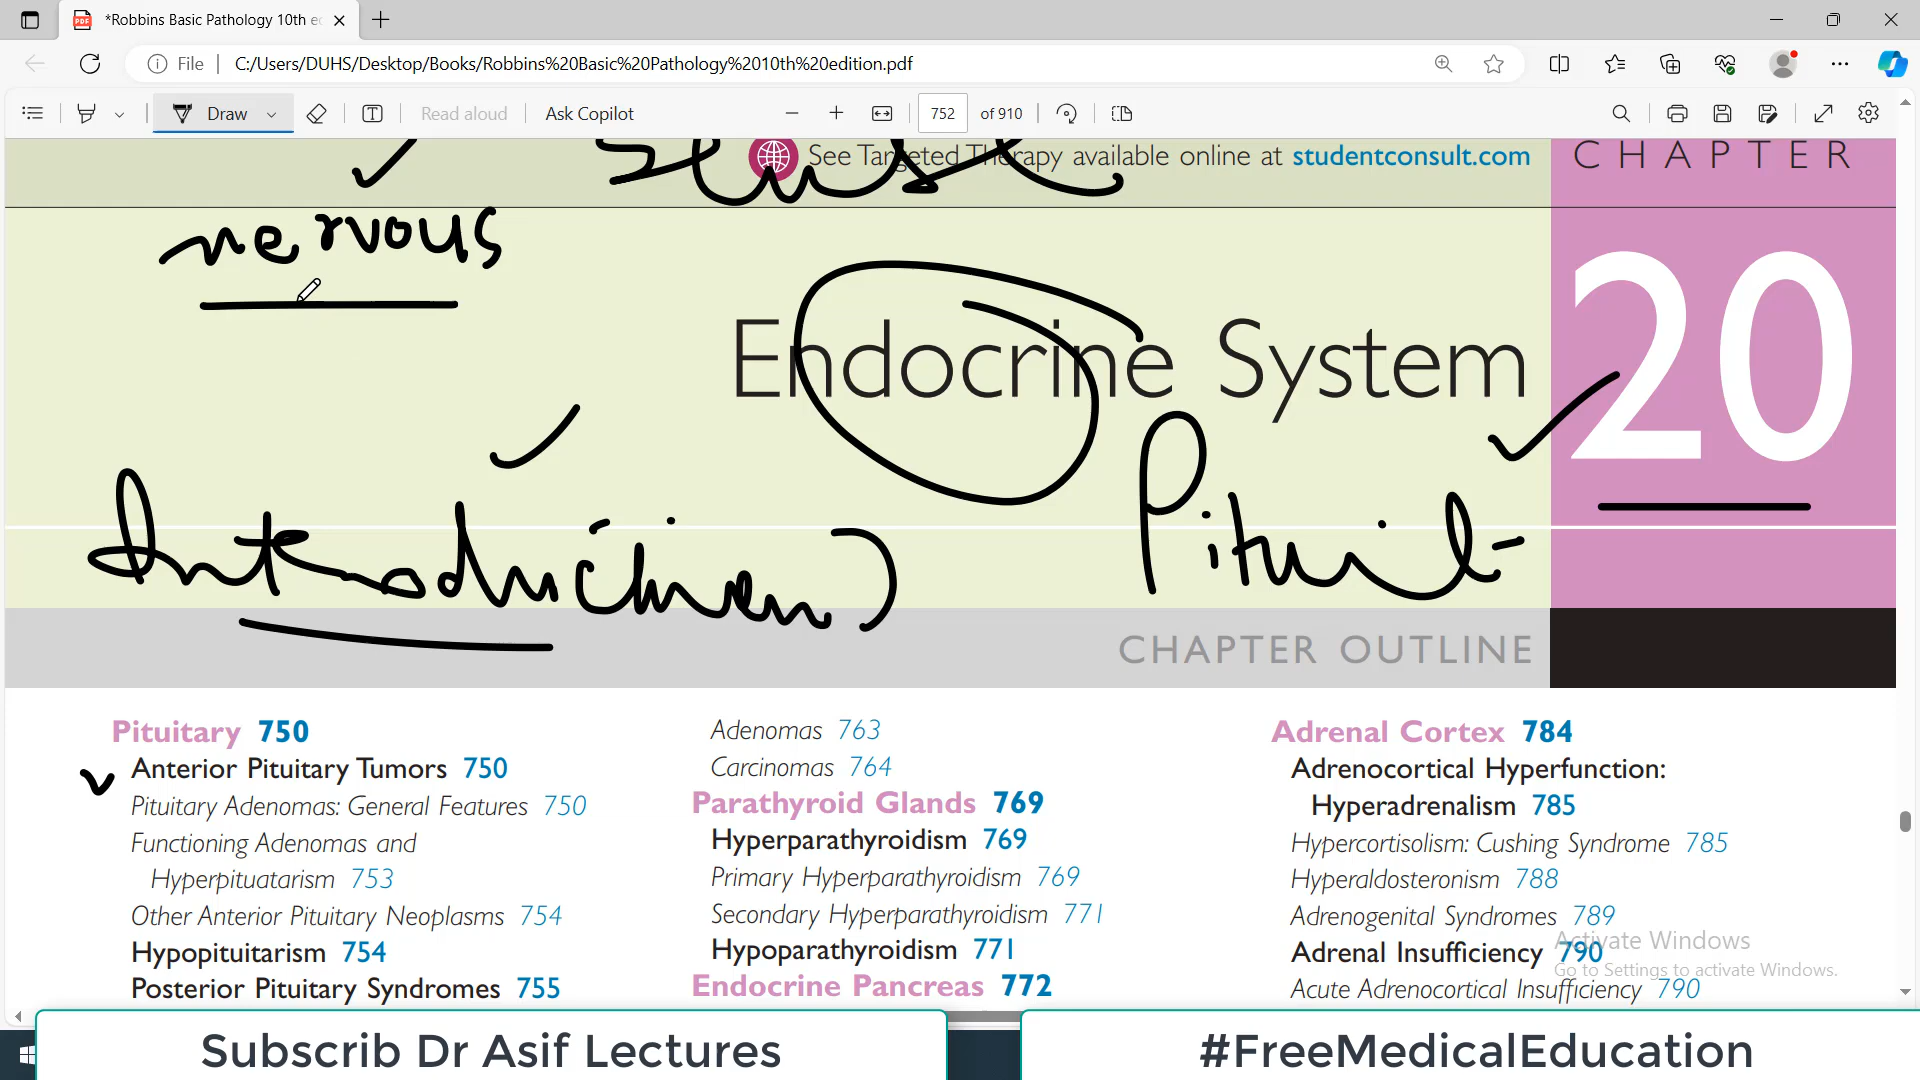 *Robbins Basic Pathology 10th e
File
C:/Users/DUHS/Desktop/Books/Robbins%20Basic%20Pathology%2010th%20edition.pdf
Draw
Read aloud
Ask Copilot
752
of 910
See Targeted Therapy available online at studentconsult.com
CHAPTER
nervous
20
Endocrine System
CHAPTER OUTLINE
Pituitary 750
Anterior Pituitary Tumors 750
Pituitary Adenomas: General Features 750
Functioning Adenomas and
Hyperpituatarism 753
Other Anterior Pituitary Neoplasms 754
Hypopituitarism 754
Posterior Pituitary Syndromes 755
Adenomas 763
Carcinomas 764
Parathyroid Glands 769
Hyperparathyroidism 769
Primary Hyperparathyroidism 769
Secondary Hyperparathyroidism 771
Hypoparathyroidism 771
Endocrine Pancreas 772
Adrenal Cortex 784
Adrenocortical Hyperfunction:
Hyperadrenalism 785
Hypercortisolism: Cushing Syndrome 785
Hyperaldosteronism 788
Adrenogenital Syndromes 789
Adrenal Insufficiency 790
Acute Adrenocortical Insufficiency 790
Activate Windows
Go to Settings to activate Windows.
Subscrib Dr Asif Lectures
#FreeMedicalEducation